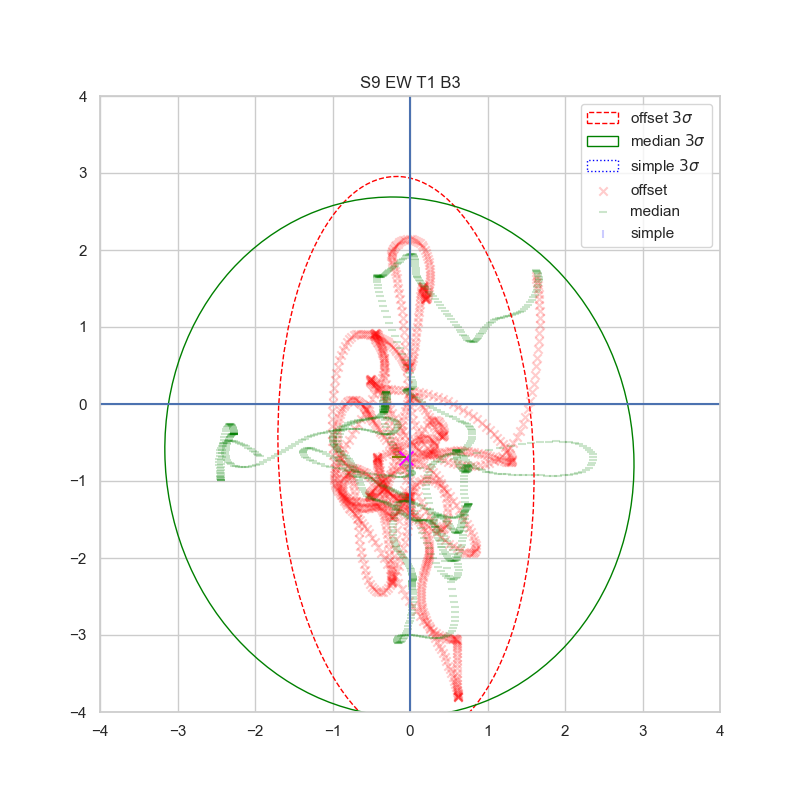 S9 EW T1 B3
offset 3σ
median 3σ
simple 3σ
offset
median
simple
4
3
2
1
0
−1
−2
−3
−4
−4 −3 −2 −1 0 1 2 3 4